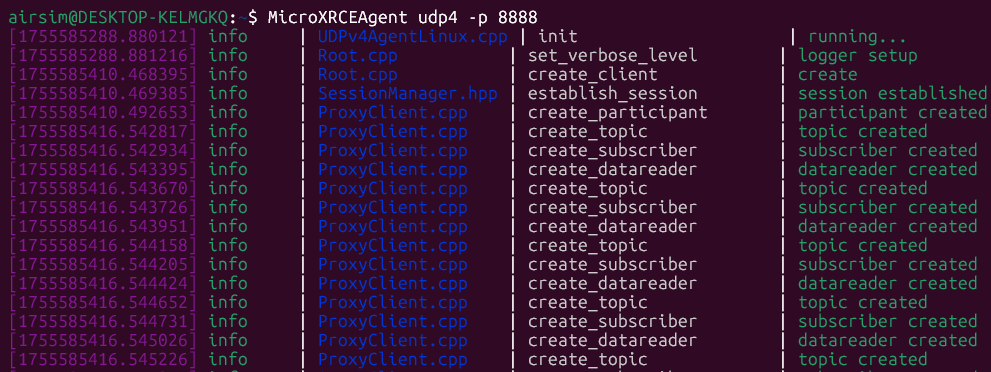 airsim@DESKTOP-KELMGKQ:~$ MicroXRCEAgent udp4 -p 8888
[1755585288.880121] info | UDPv4AgentLinux.cpp | init | running...
[1755585288.881216] info | Root.cpp | set_verbose_level | logger setup
[1755585410.468395] info | Root.cpp | create_client | create
[1755585410.469385] info | SessionManager.hpp | establish_session | session established
[1755585410.492653] info | ProxyClient.cpp | create_participant | participant created
[1755585416.542817] info | ProxyClient.cpp | create_topic | topic created
[1755585416.542934] info | ProxyClient.cpp | create_subscriber | subscriber created
[1755585416.543395] info | ProxyClient.cpp | create_datareader | datareader created
[1755585416.543670] info | ProxyClient.cpp | create_topic | topic created
[1755585416.543726] info | ProxyClient.cpp | create_subscriber | subscriber created
[1755585416.543951] info | ProxyClient.cpp | create_datareader | datareader created
[1755585416.544158] info | ProxyClient.cpp | create_topic | topic created
[1755585416.544205] info | ProxyClient.cpp | create_subscriber | subscriber created
[1755585416.544424] info | ProxyClient.cpp | create_datareader | datareader created
[1755585416.544652] info | ProxyClient.cpp | create_topic | topic created
[1755585416.544731] info | ProxyClient.cpp | create_subscriber | subscriber created
[1755585416.545026] info | ProxyClient.cpp | create_datareader | datareader created
[1755585416.545226] info | ProxyClient.cpp | create_topic | topic created